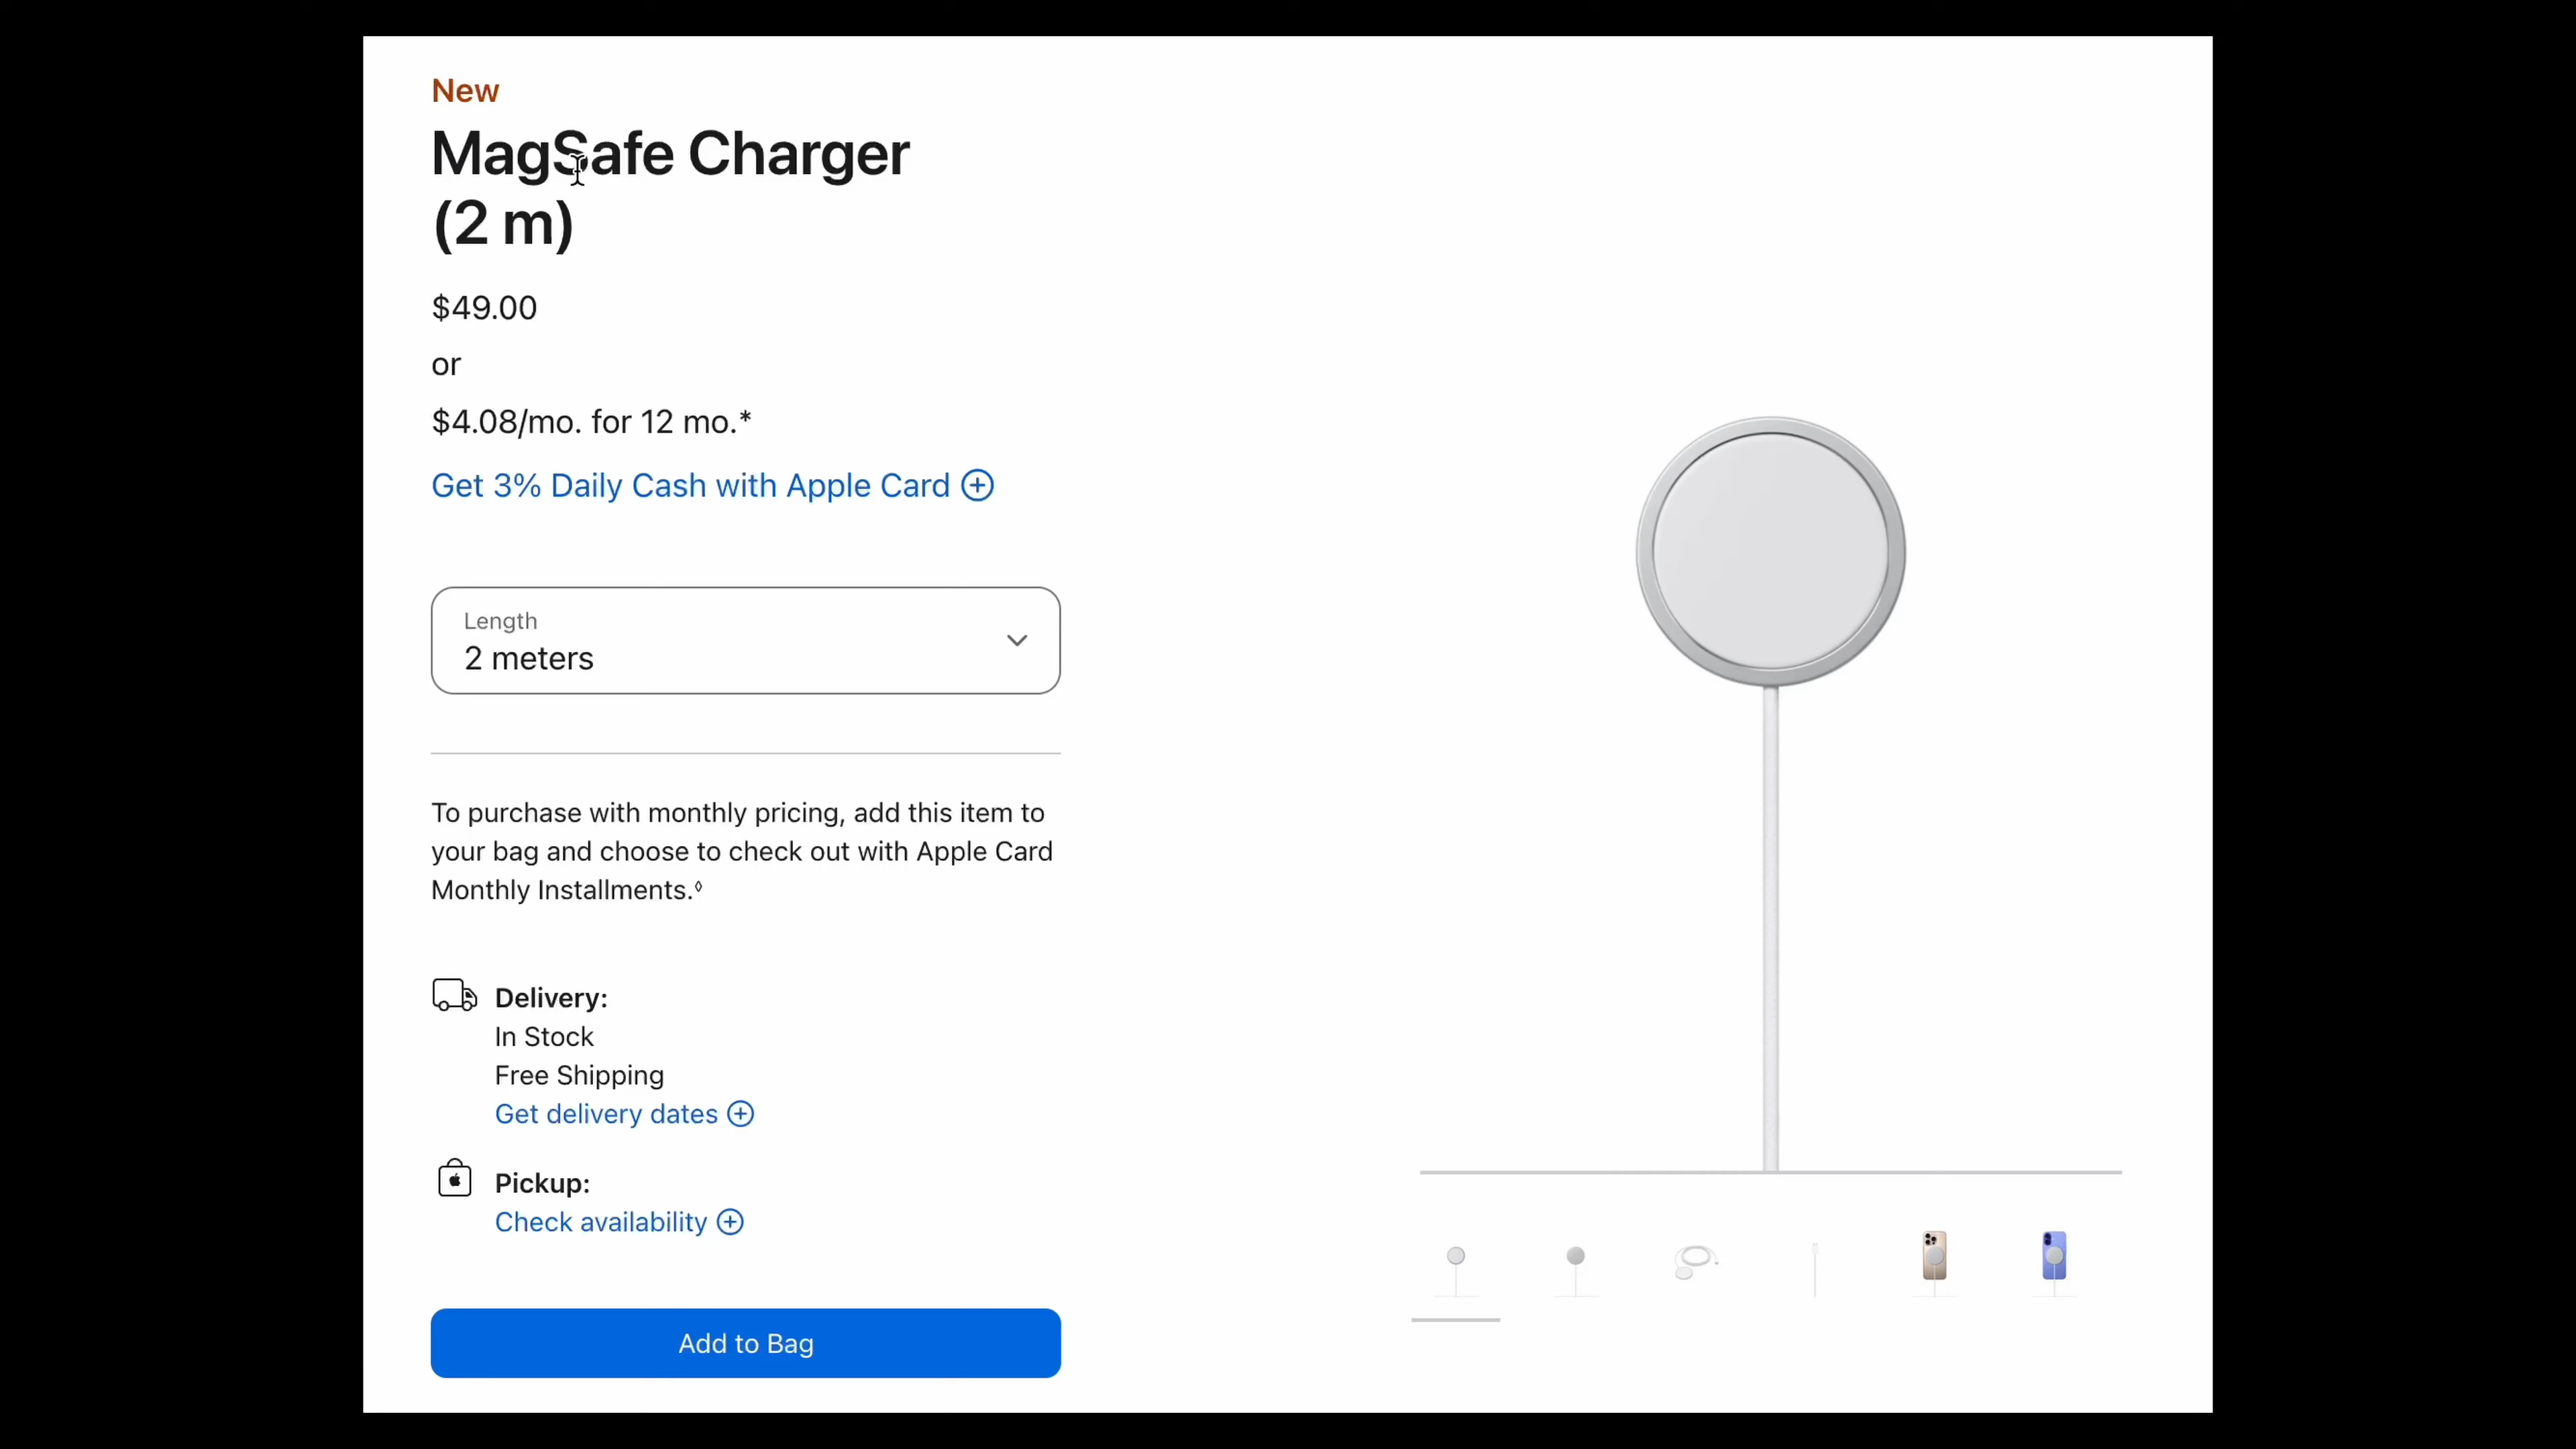 New
MagSafe Charger
(2 m)
$49.00
or
$4.08/mo. for 12 mo.*
Get 3% Daily Cash with Apple Card
Length
2 meters
To purchase with monthly pricing, add this item to
your bag and choose to check out with Apple Card
Monthly Installments.◊
Delivery:
In Stock
Free Shipping
Get delivery dates
Pickup:
Check availability
Add to Bag